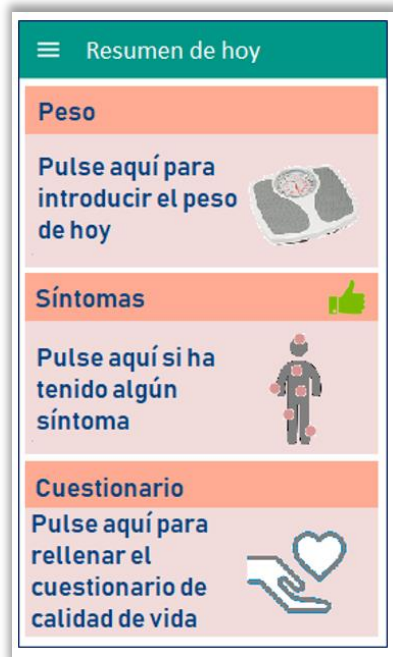 Resumen de hoy
Peso
Pulse aquí para
introducir el peso
de hoy
Síntomas
Pulse aquí si ha
tenido algún
síntoma
Cuestionario
Pulse aquí para
rellenar el
cuestionario de
calidad de vida